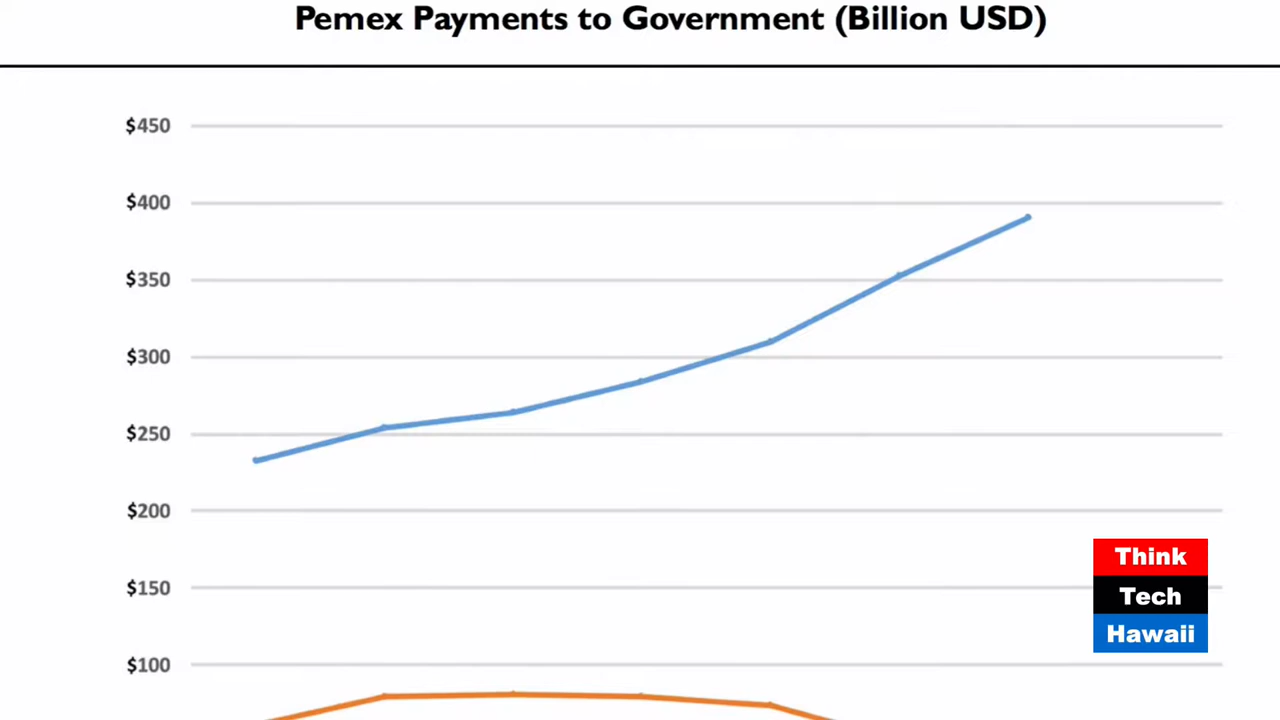 Pemex Payments to Government (Billion USD)
$450
$400
$350
$300
$250
$200
$150
$100
Think
Tech
Hawaii